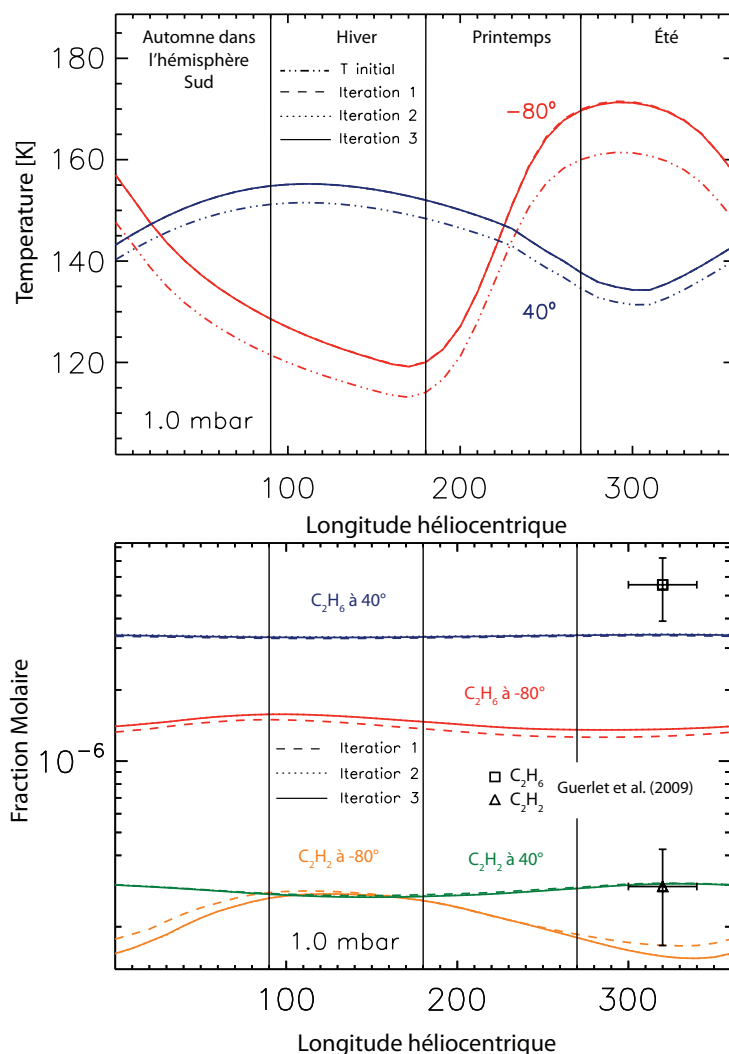 Automne dans
l'hémisphère
Sud
Hiver
Printemps
Été
T initial
Iteration 1
Iteration 2
Iteration 3
-80°
40°
180
160
140
120
Temperature [K]
1.0 mbar
100
200
300
Longitude héliocentrique
C2H6 à 40°
C2H6 à -80°
Iteration 1
Iteration 2
Iteration 3
C2H6
C2H2
Guerlet et al. (2009)
C2H2 à -80°
C2H2 à 40°
10-6
Fraction Molaire
1.0 mbar
100
200
300
Longitude héliocentrique